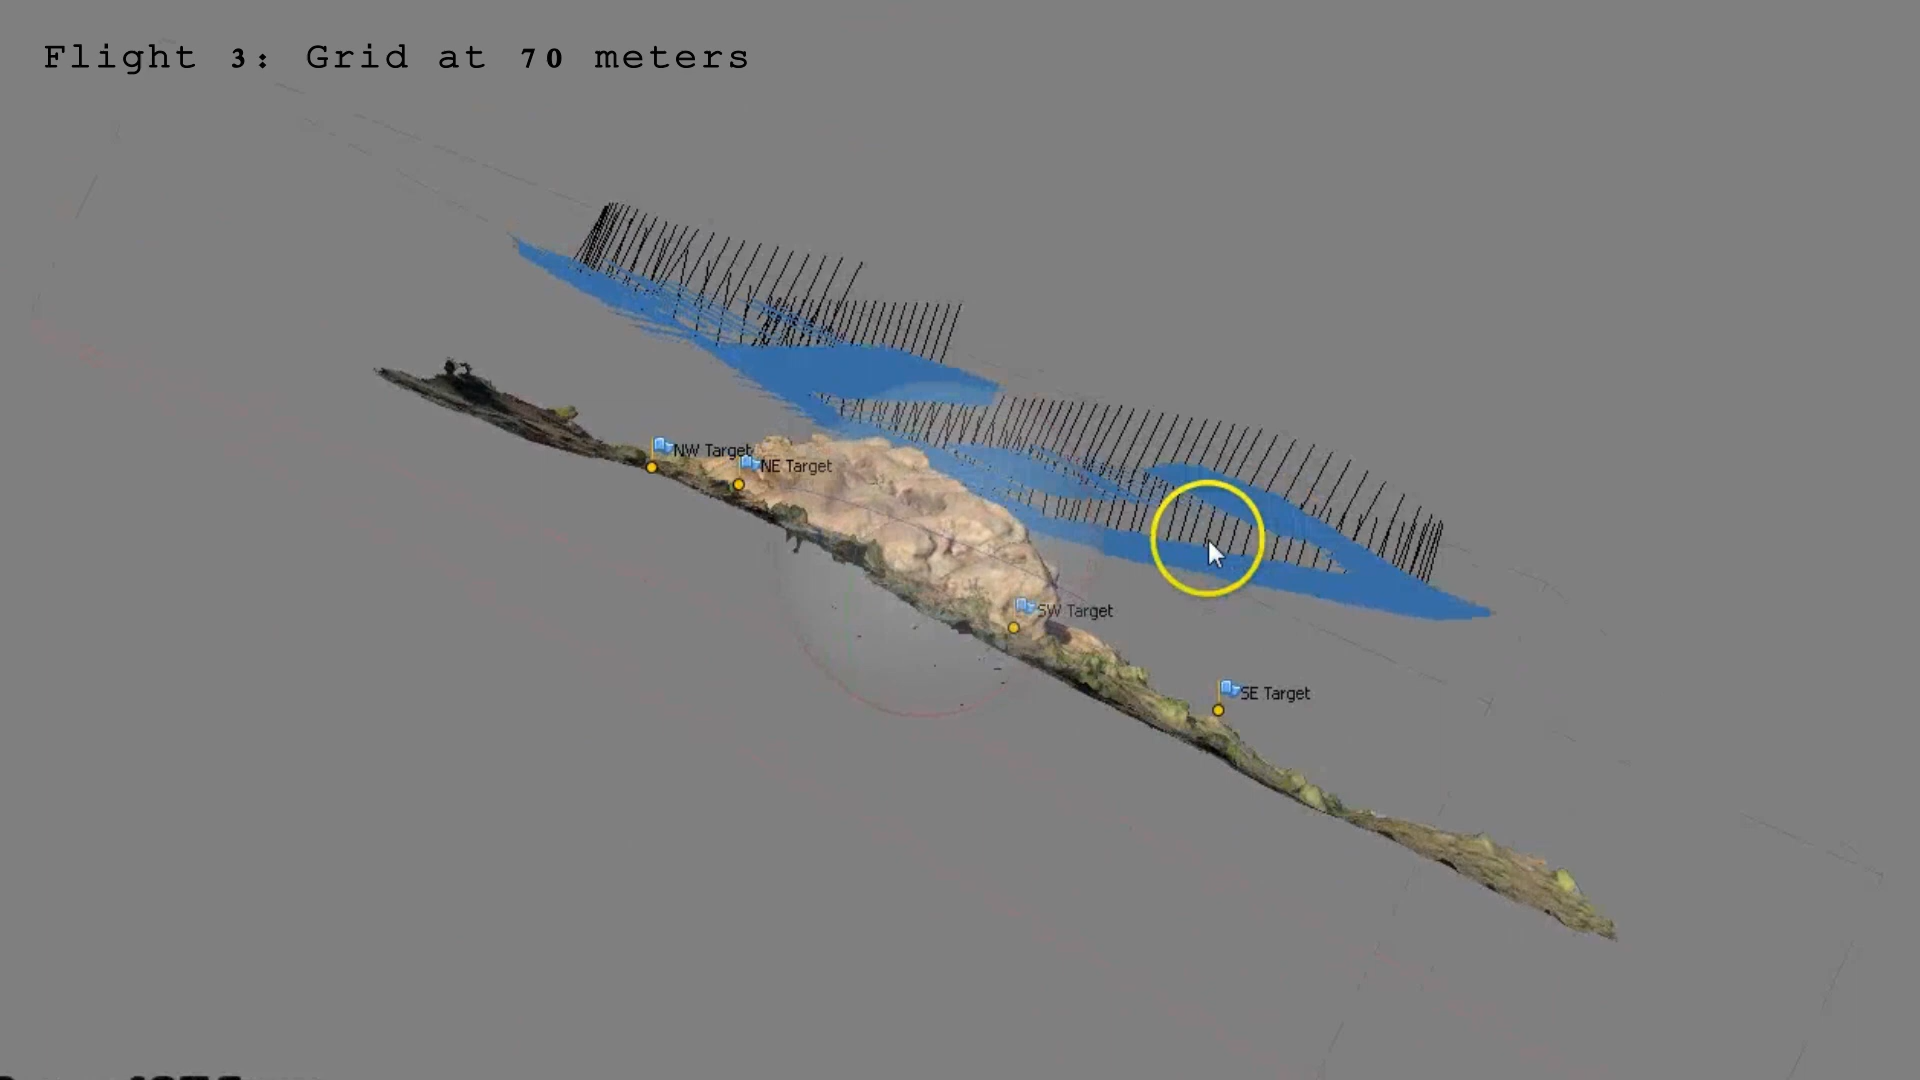 Flight 3: Grid at 70 meters
NW Target
NE Target
SW Target
SE Target